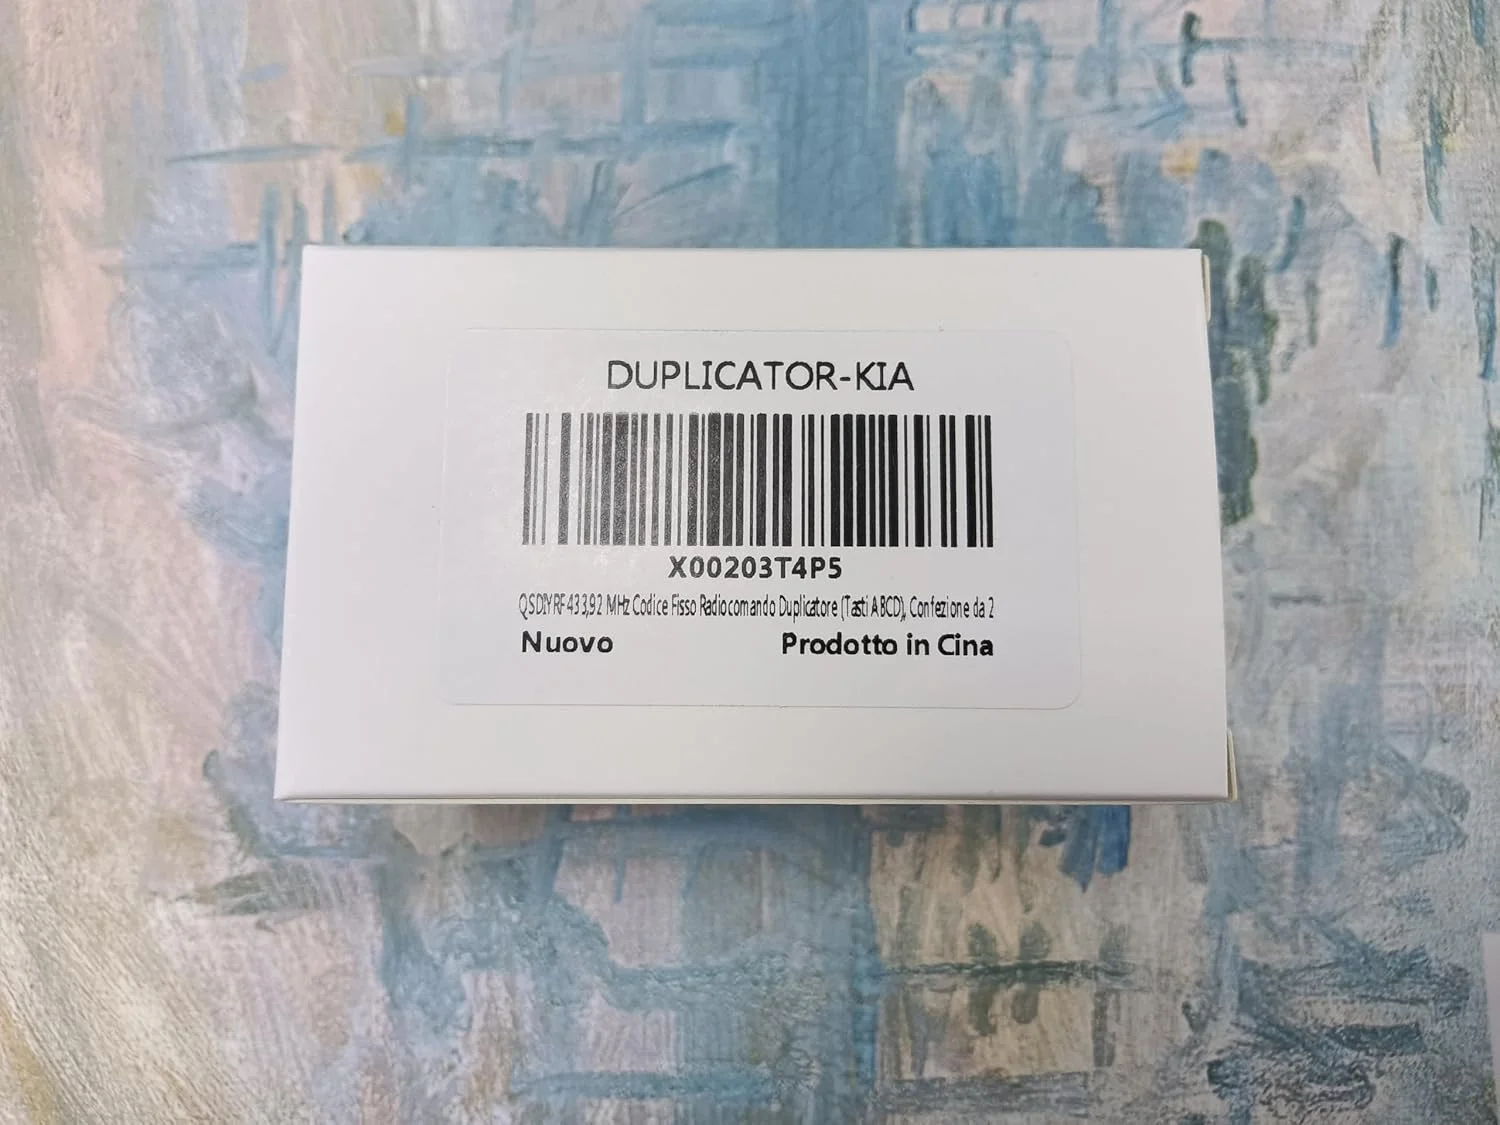 DUPLICATOR-KIA
X00203T4P5
QSDIY RF 433,92 MHz Codice Fisso Radiocomando Duplicatore (Tasti ABCD), Confezione da 2
Nuovo Prodotto in Cina